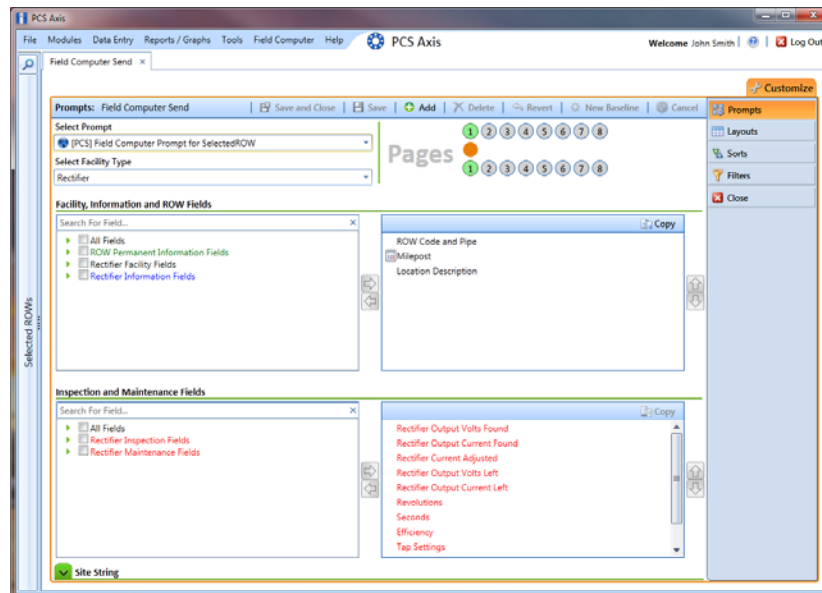 PCS Axis
File Modules Data Entry Reports / Graphs Tools Field Computer Help PCS Axis Welcome John Smith | | Log Out
Field Computer Send ×
Customize
Prompts: Field Computer Send | Save and Close | Save | Add | Delete | Revert | New Baseline | Cancel
Prompts
Layouts
Sorts
Filters
Close
Select Prompt
[PCS] Field Computer Prompt for SelectedROW
Select Facility Type
Rectifier
Pages
1 2 3 4 5 6 7 8
1 2 3 4 5 6 7 8
Facility, Information and ROW Fields
Search For Field... ×
All Fields
ROW Permanent Information Fields
Rectifier Facility Fields
Rectifier Information Fields
Copy
ROW Code and Pipe
Milepost
Location Description
Selected ROWs
Inspection and Maintenance Fields
Search For Field... ×
All Fields
Rectifier Inspection Fields
Rectifier Maintenance Fields
Copy
Rectifier Output Volts Found
Rectifier Output Current Found
Rectifier Current Adjusted
Rectifier Output Volts Left
Rectifier Output Current Left
Revolutions
Seconds
Efficiency
Tap Settings
Site String